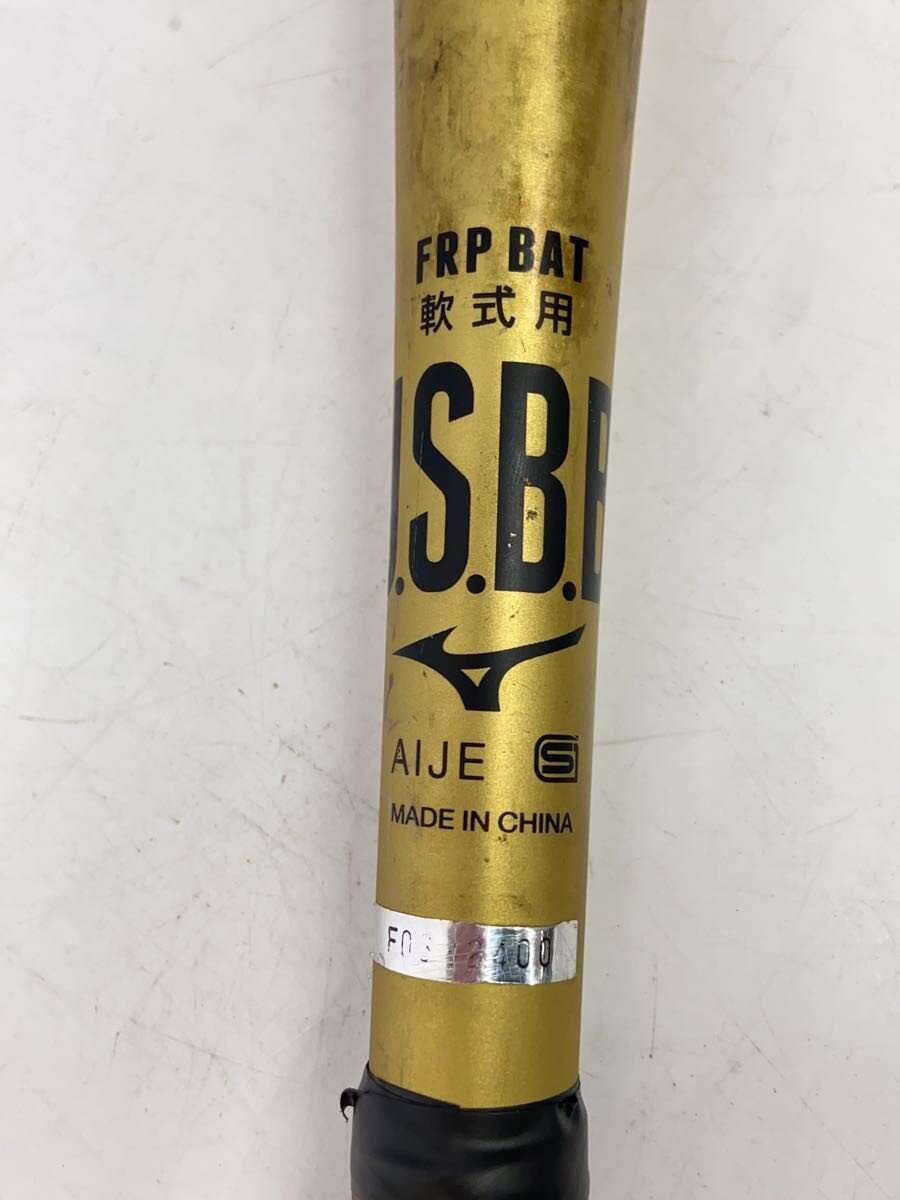 FRP BAT
軟式用
J.S.B.B
AIJE S
MADE IN CHINA